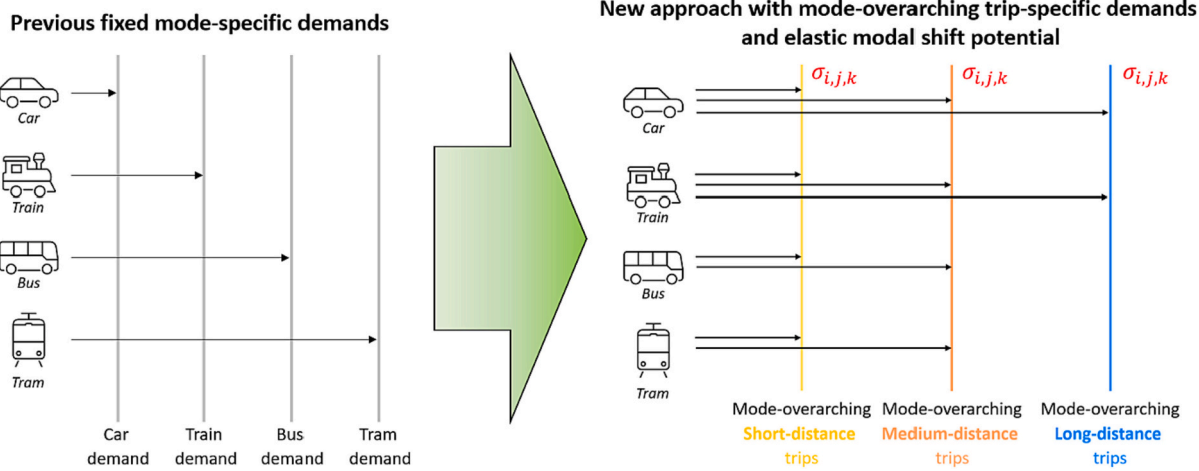 Previous fixed mode-specific demands
Car
Train
Bus
Tram
Car
demand
Train
demand
Bus
demand
Tram
demand
New approach with mode-overarching trip-specific demands
and elastic modal shift potential
σi,j,k
σi,j,k
σi,j,k
Car
Train
Bus
Tram
Mode-overarching
Short-distance
trips
Mode-overarching
Medium-distance
trips
Mode-overarching
Long-distance
trips